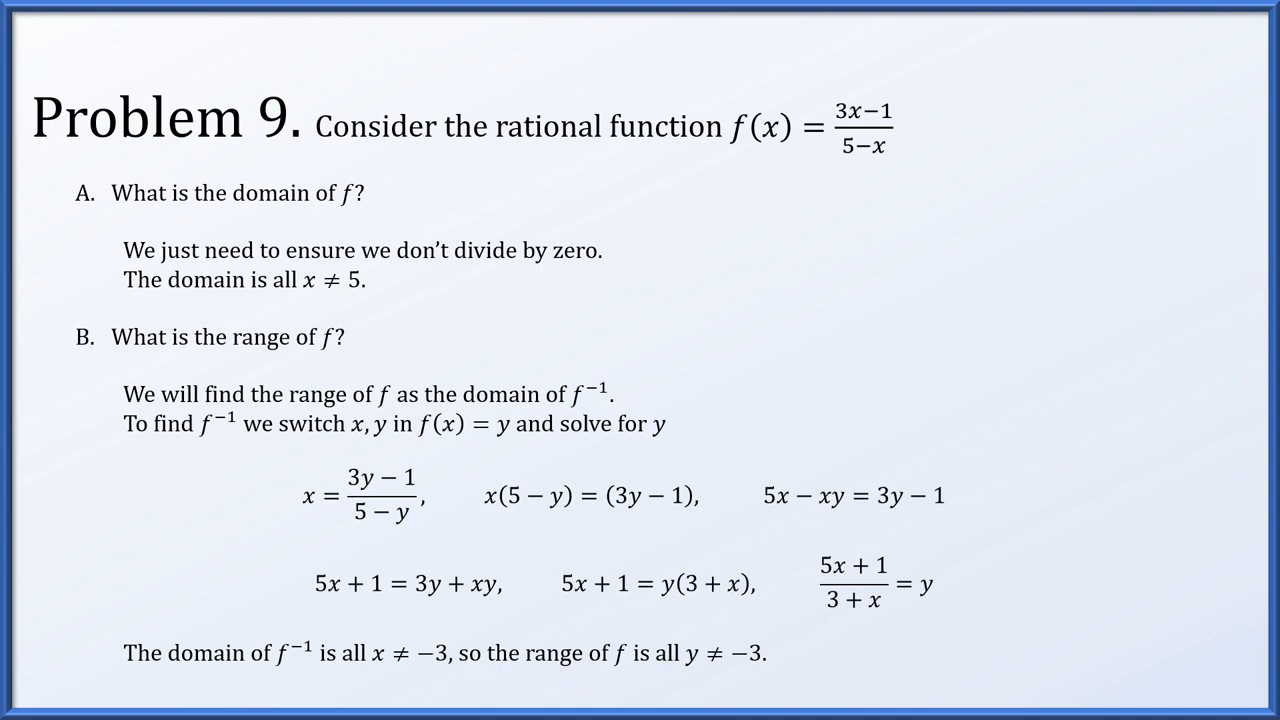 Problem 9. Consider the rational function f(x) = (3x−1)/(5−x)
A. What is the domain of f?
We just need to ensure we don’t divide by zero.
The domain is all x ≠ 5.
B. What is the range of f?
We will find the range of f as the domain of f⁻¹.
To find f⁻¹ we switch x, y in f(x) = y and solve for y
x = (3y − 1)/(5 − y), x(5 − y) = (3y − 1), 5x − xy = 3y − 1
5x + 1 = 3y + xy, 5x + 1 = y(3 + x), (5x + 1)/(3 + x) = y
The domain of f⁻¹ is all x ≠ −3, so the range of f is all y ≠ −3.